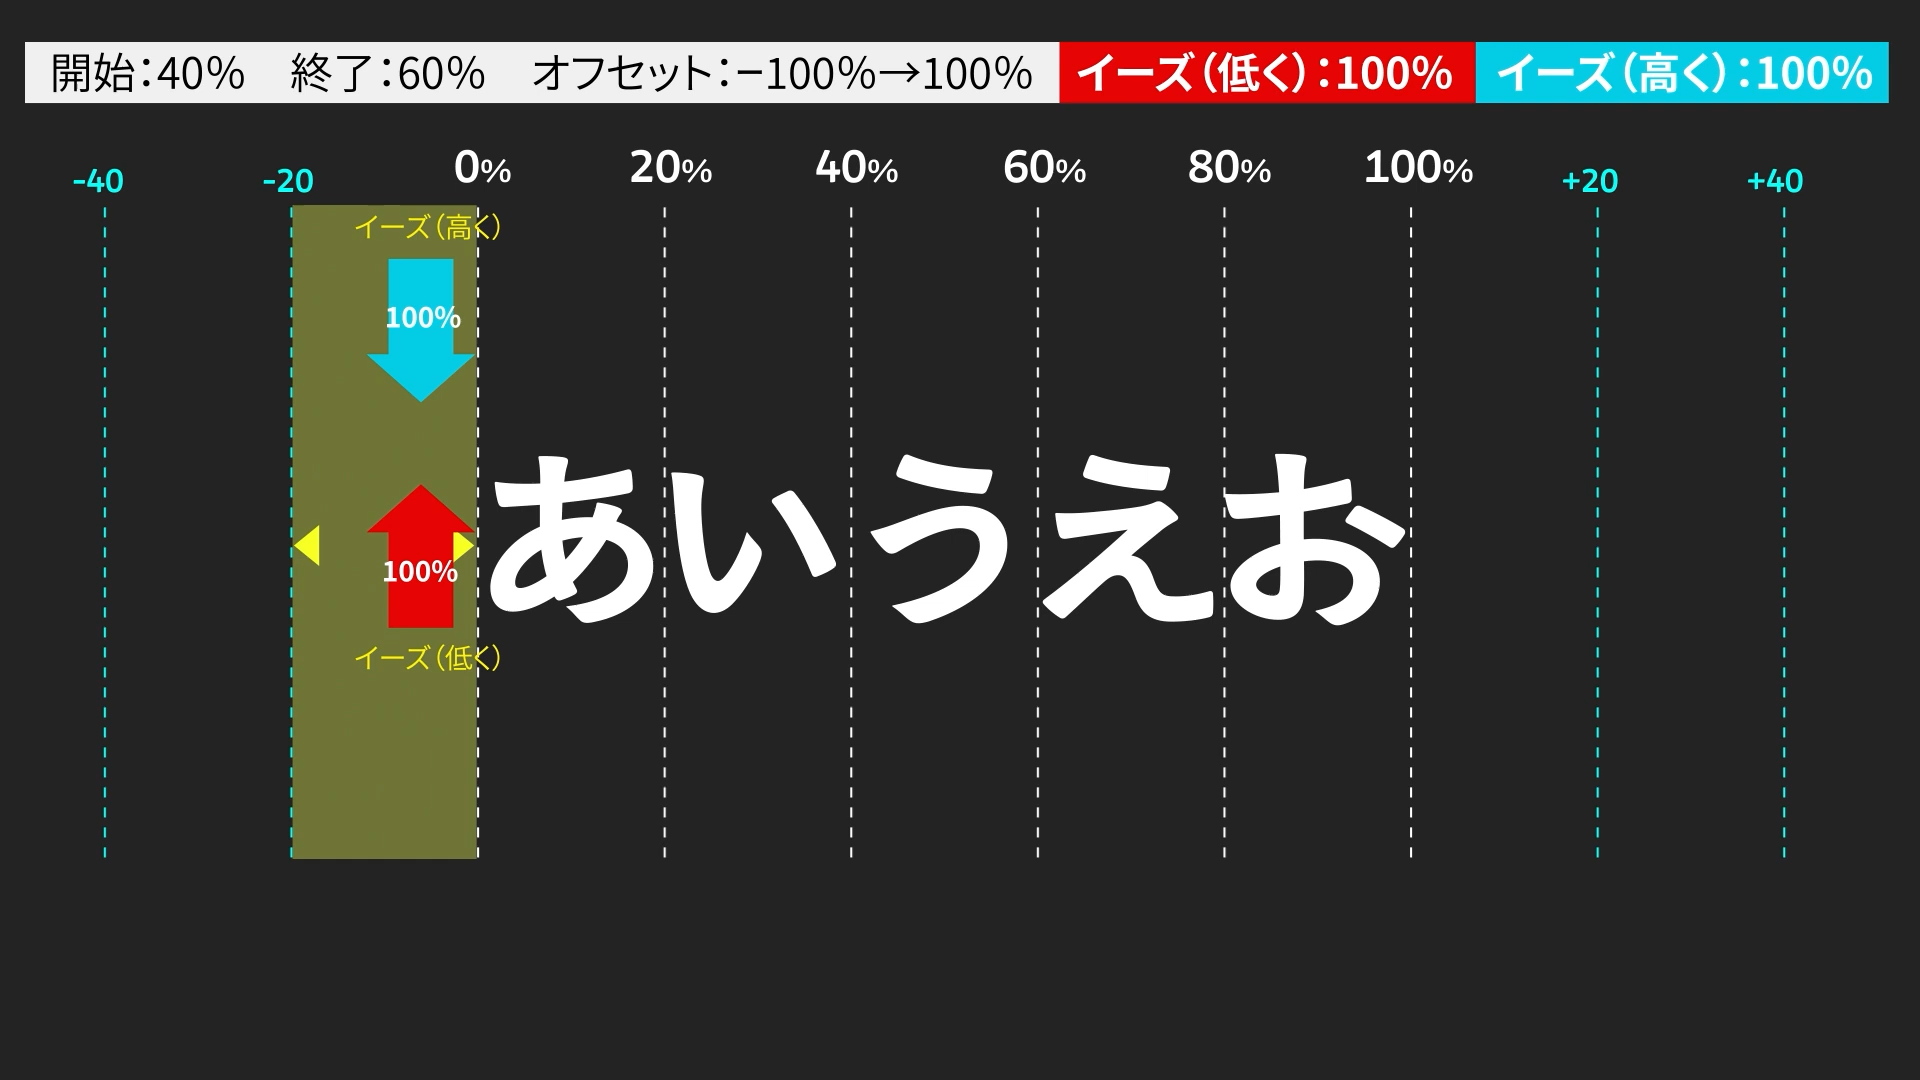 開始：40％　終了：60％　オフセット：−100％→100％ イーズ（低く）：100％ イーズ（高く）：100％
-40 -20 0% 20% 40% 60% 80% 100% +20 +40
イーズ（高く）
100%
あいうえお
100%
イーズ（低く）